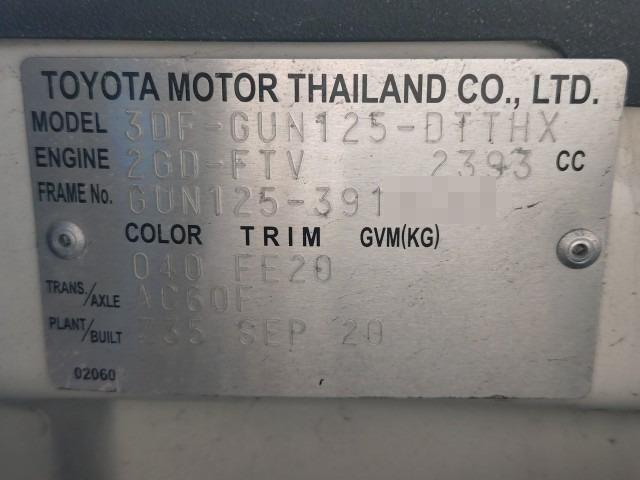 TOYOTA MOTOR THAILAND CO., LTD.
MODEL 3DF-GUN125-DTTHX
ENGINE 2GD-FTV 2393 CC
FRAME No. GUN125-391
COLOR TRIM GVM(KG)
040 FE20
TRANS./AXLE AC60F
PLANT/BUILT Z35 SEP 20
02060